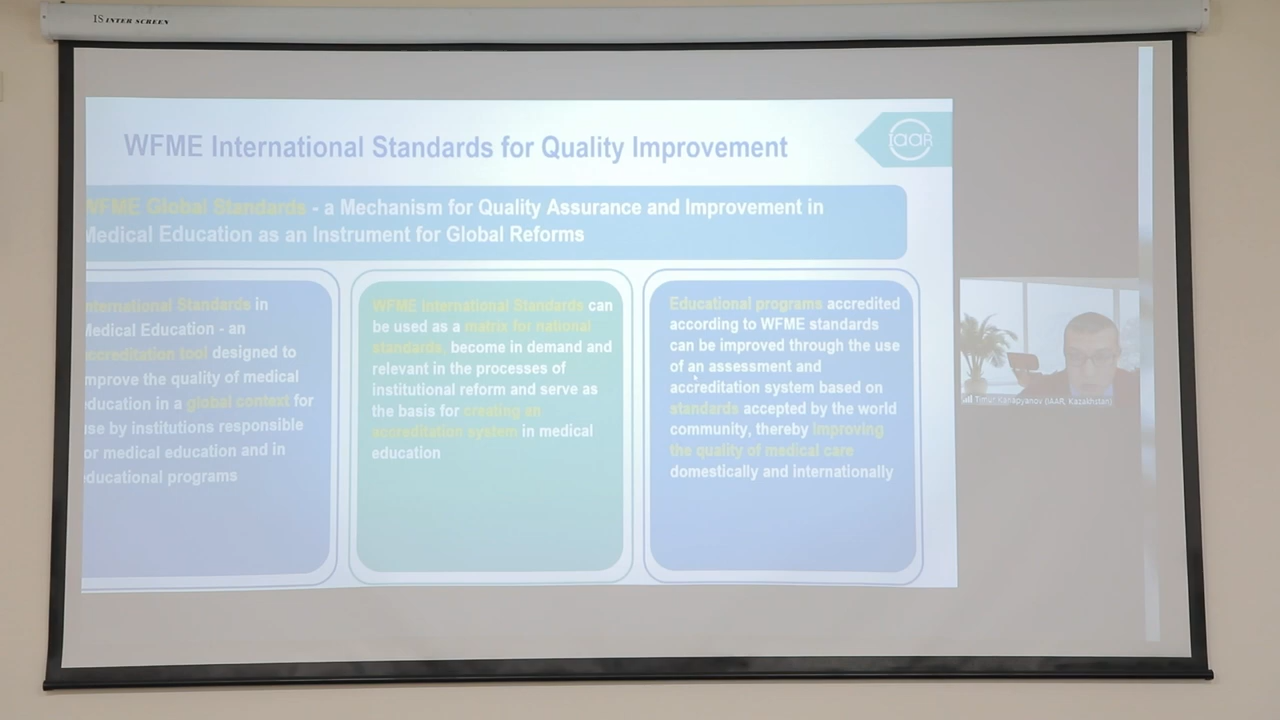 IS INTER SCREEN
WFME International Standards for Quality Improvement
IAAR
WFME Global Standards - a Mechanism for Quality Assurance and Improvement in
Medical Education as an Instrument for Global Reforms
International Standards in
Medical Education - an
accreditation tool designed to
improve the quality of medical
education in a global context for
use by institutions responsible
for medical education and in
educational programs
WFME International Standards can
be used as a matrix for national
standards, become in demand and
relevant in the processes of
institutional reform and serve as
the basis for creating an
accreditation system in medical
education
Educational programs accredited
according to WFME standards
can be improved through the use
of an assessment and
accreditation system based on
standards accepted by the world
community, thereby improving
the quality of medical care
domestically and internationally
Timur Kanapyanov (IAAR, Kazakhstan)